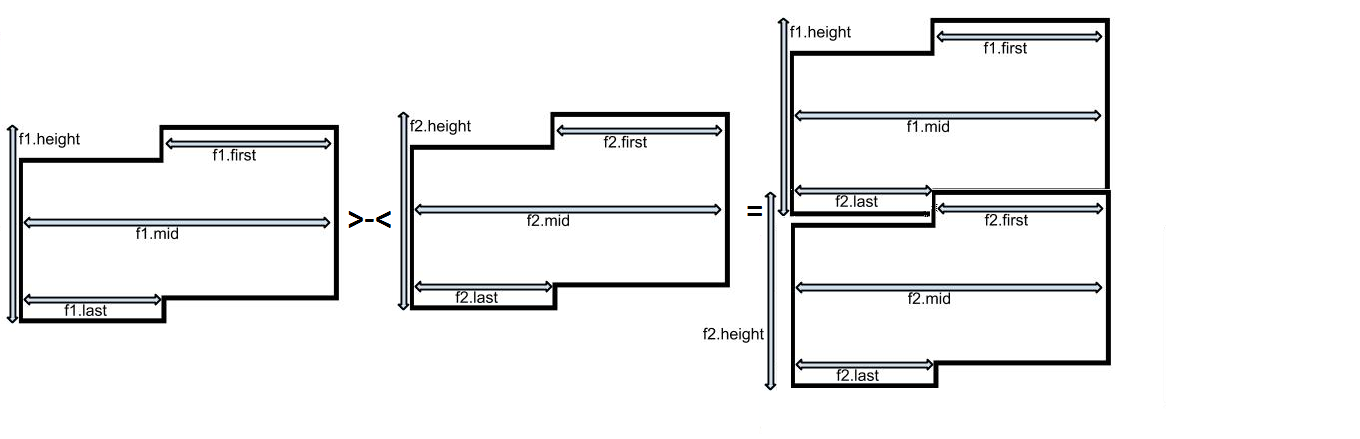 f1.height
f1.first
f1.mid
f1.last
>-<
f2.height
f2.first
f2.mid
f2.last
=
f1.height
f1.first
f1.mid
f2.last
f2.first
f2.mid
f2.height
f2.last